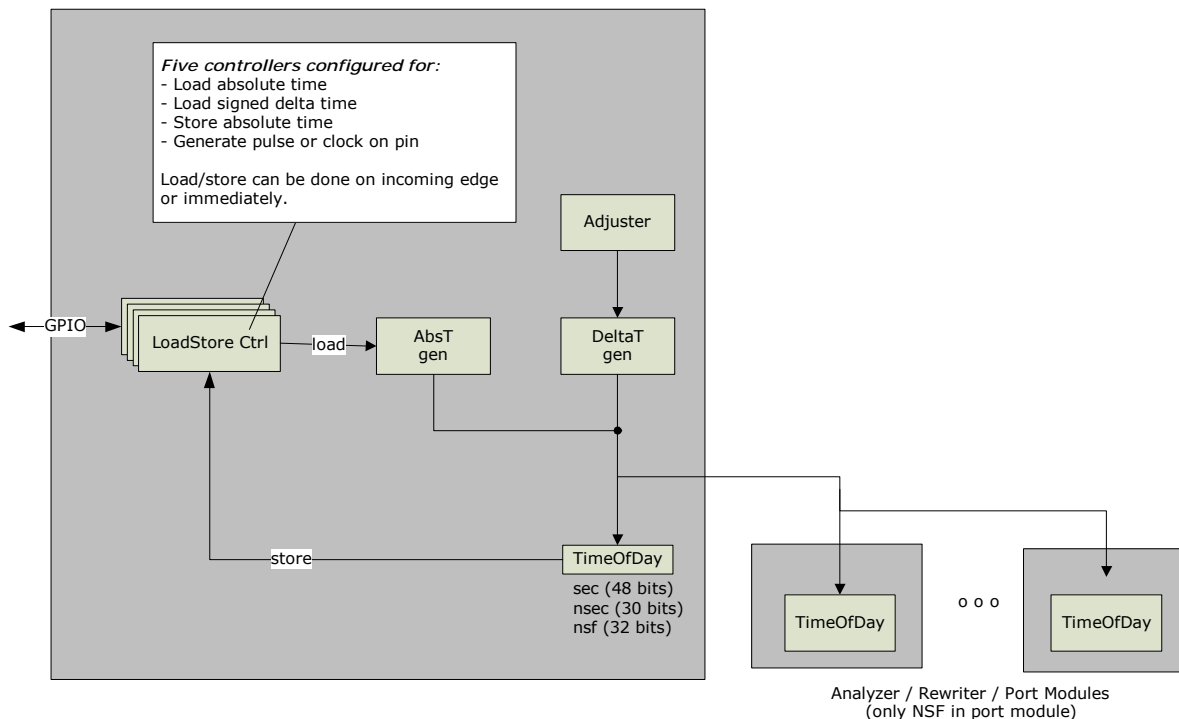 Five controllers configured for:
- Load absolute time
- Load signed delta time
- Store absolute time
- Generate pulse or clock on pin
Load/store can be done on incoming edge
or immediately.
Adjuster
GPIO
LoadStore Ctrl
load
AbsT
gen
DeltaT
gen
store
TimeOfDay
sec (48 bits)
nsec (30 bits)
nsf (32 bits)
TimeOfDay
o o o
TimeOfDay
Analyzer / Rewriter / Port Modules
(only NSF in port module)